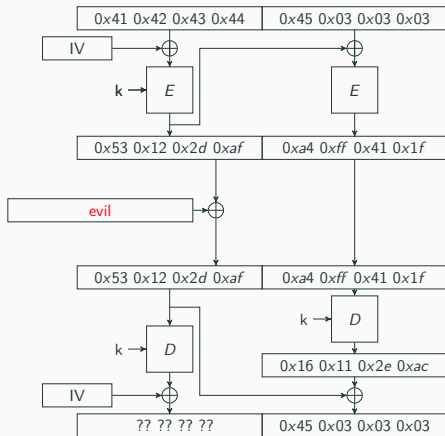 0x41 0x42 0x43 0x44 0x45 0x03 0x03 0x03
IV
k E E
0x53 0x12 0x2d 0xaf 0xa4 0xff 0x41 0x1f
evil
0x53 0x12 0x2d 0xaf 0xa4 0xff 0x41 0x1f
k D
k D
0x16 0x11 0x2e 0xac
IV
?? ?? ?? ?? 0x45 0x03 0x03 0x03